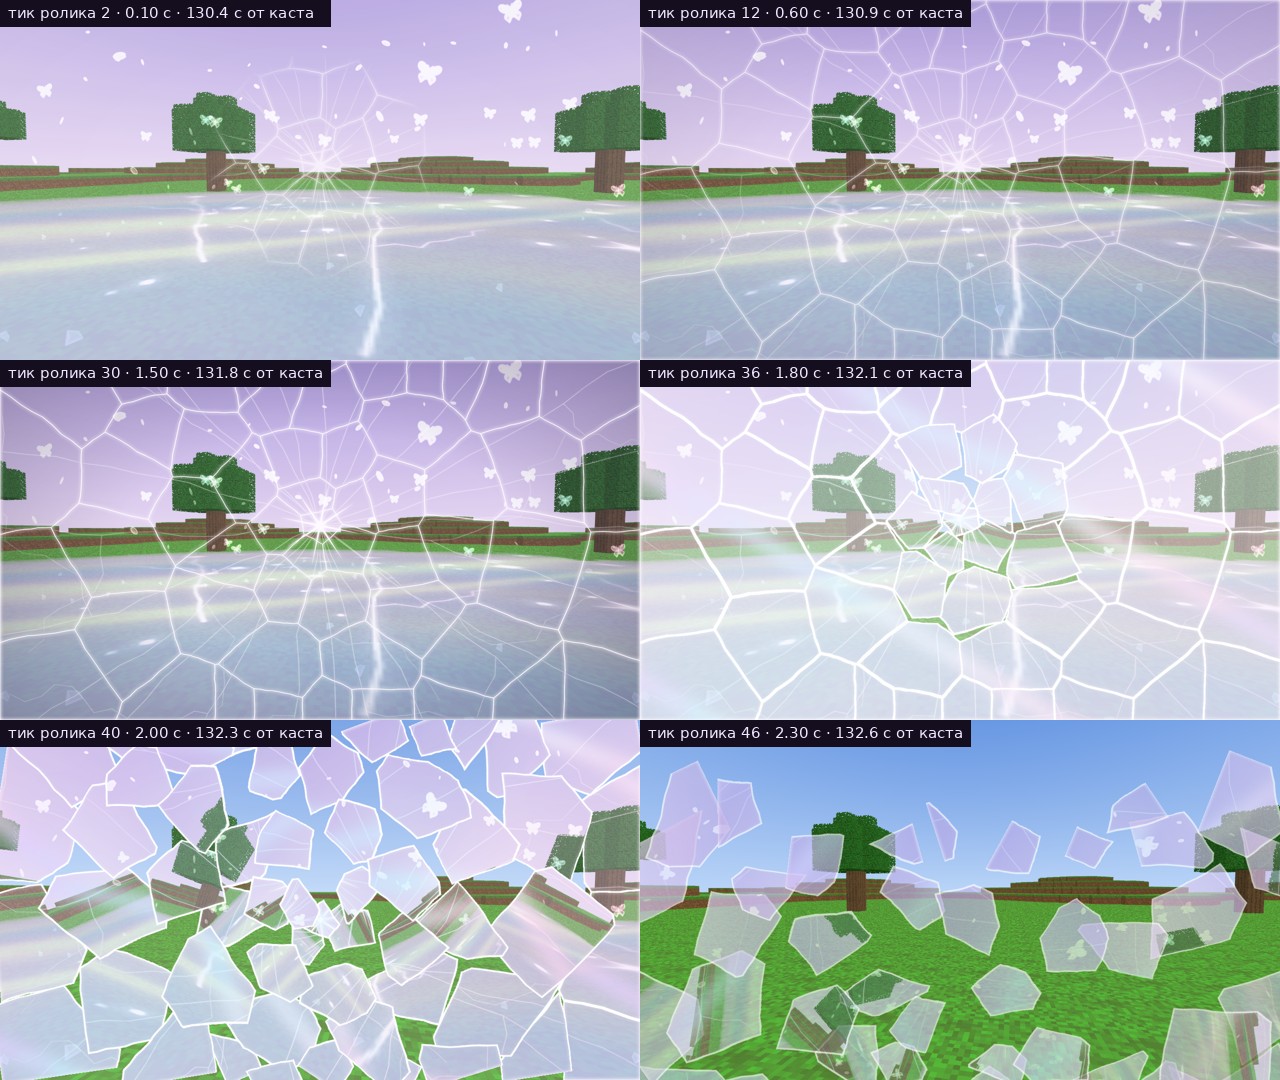 тик ролика 2 · 0.10 с · 130.4 с от каста
тик ролика 12 · 0.60 с · 130.9 с от каста
тик ролика 30 · 1.50 с · 131.8 с от каста
тик ролика 36 · 1.80 с · 132.1 с от каста
тик ролика 40 · 2.00 с · 132.3 с от каста
тик ролика 46 · 2.30 с · 132.6 с от каста